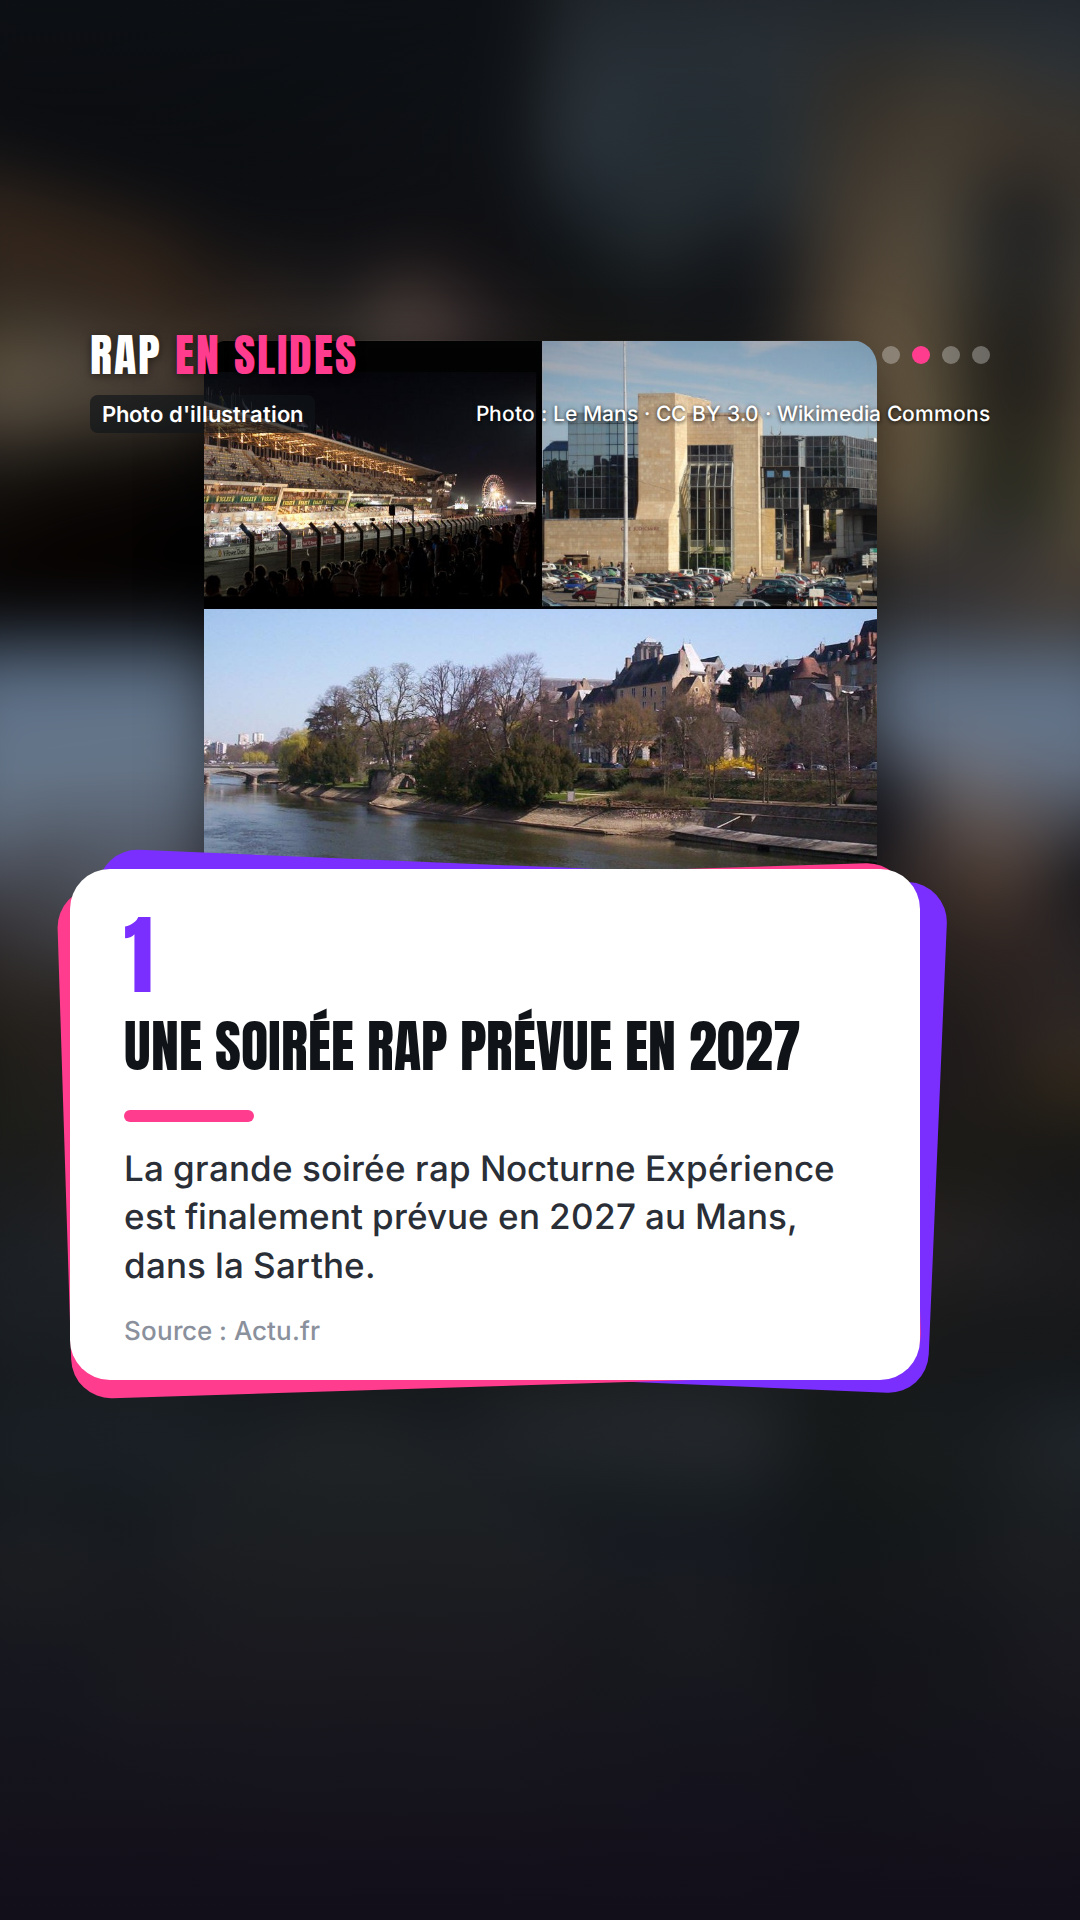 RAP EN SLIDES
Photo d'illustration
Photo : Le Mans · CC BY 3.0 · Wikimedia Commons
1
UNE SOIRÉE RAP PRÉVUE EN 2027
La grande soirée rap Nocturne Expérience
est finalement prévue en 2027 au Mans,
dans la Sarthe.
Source : Actu.fr